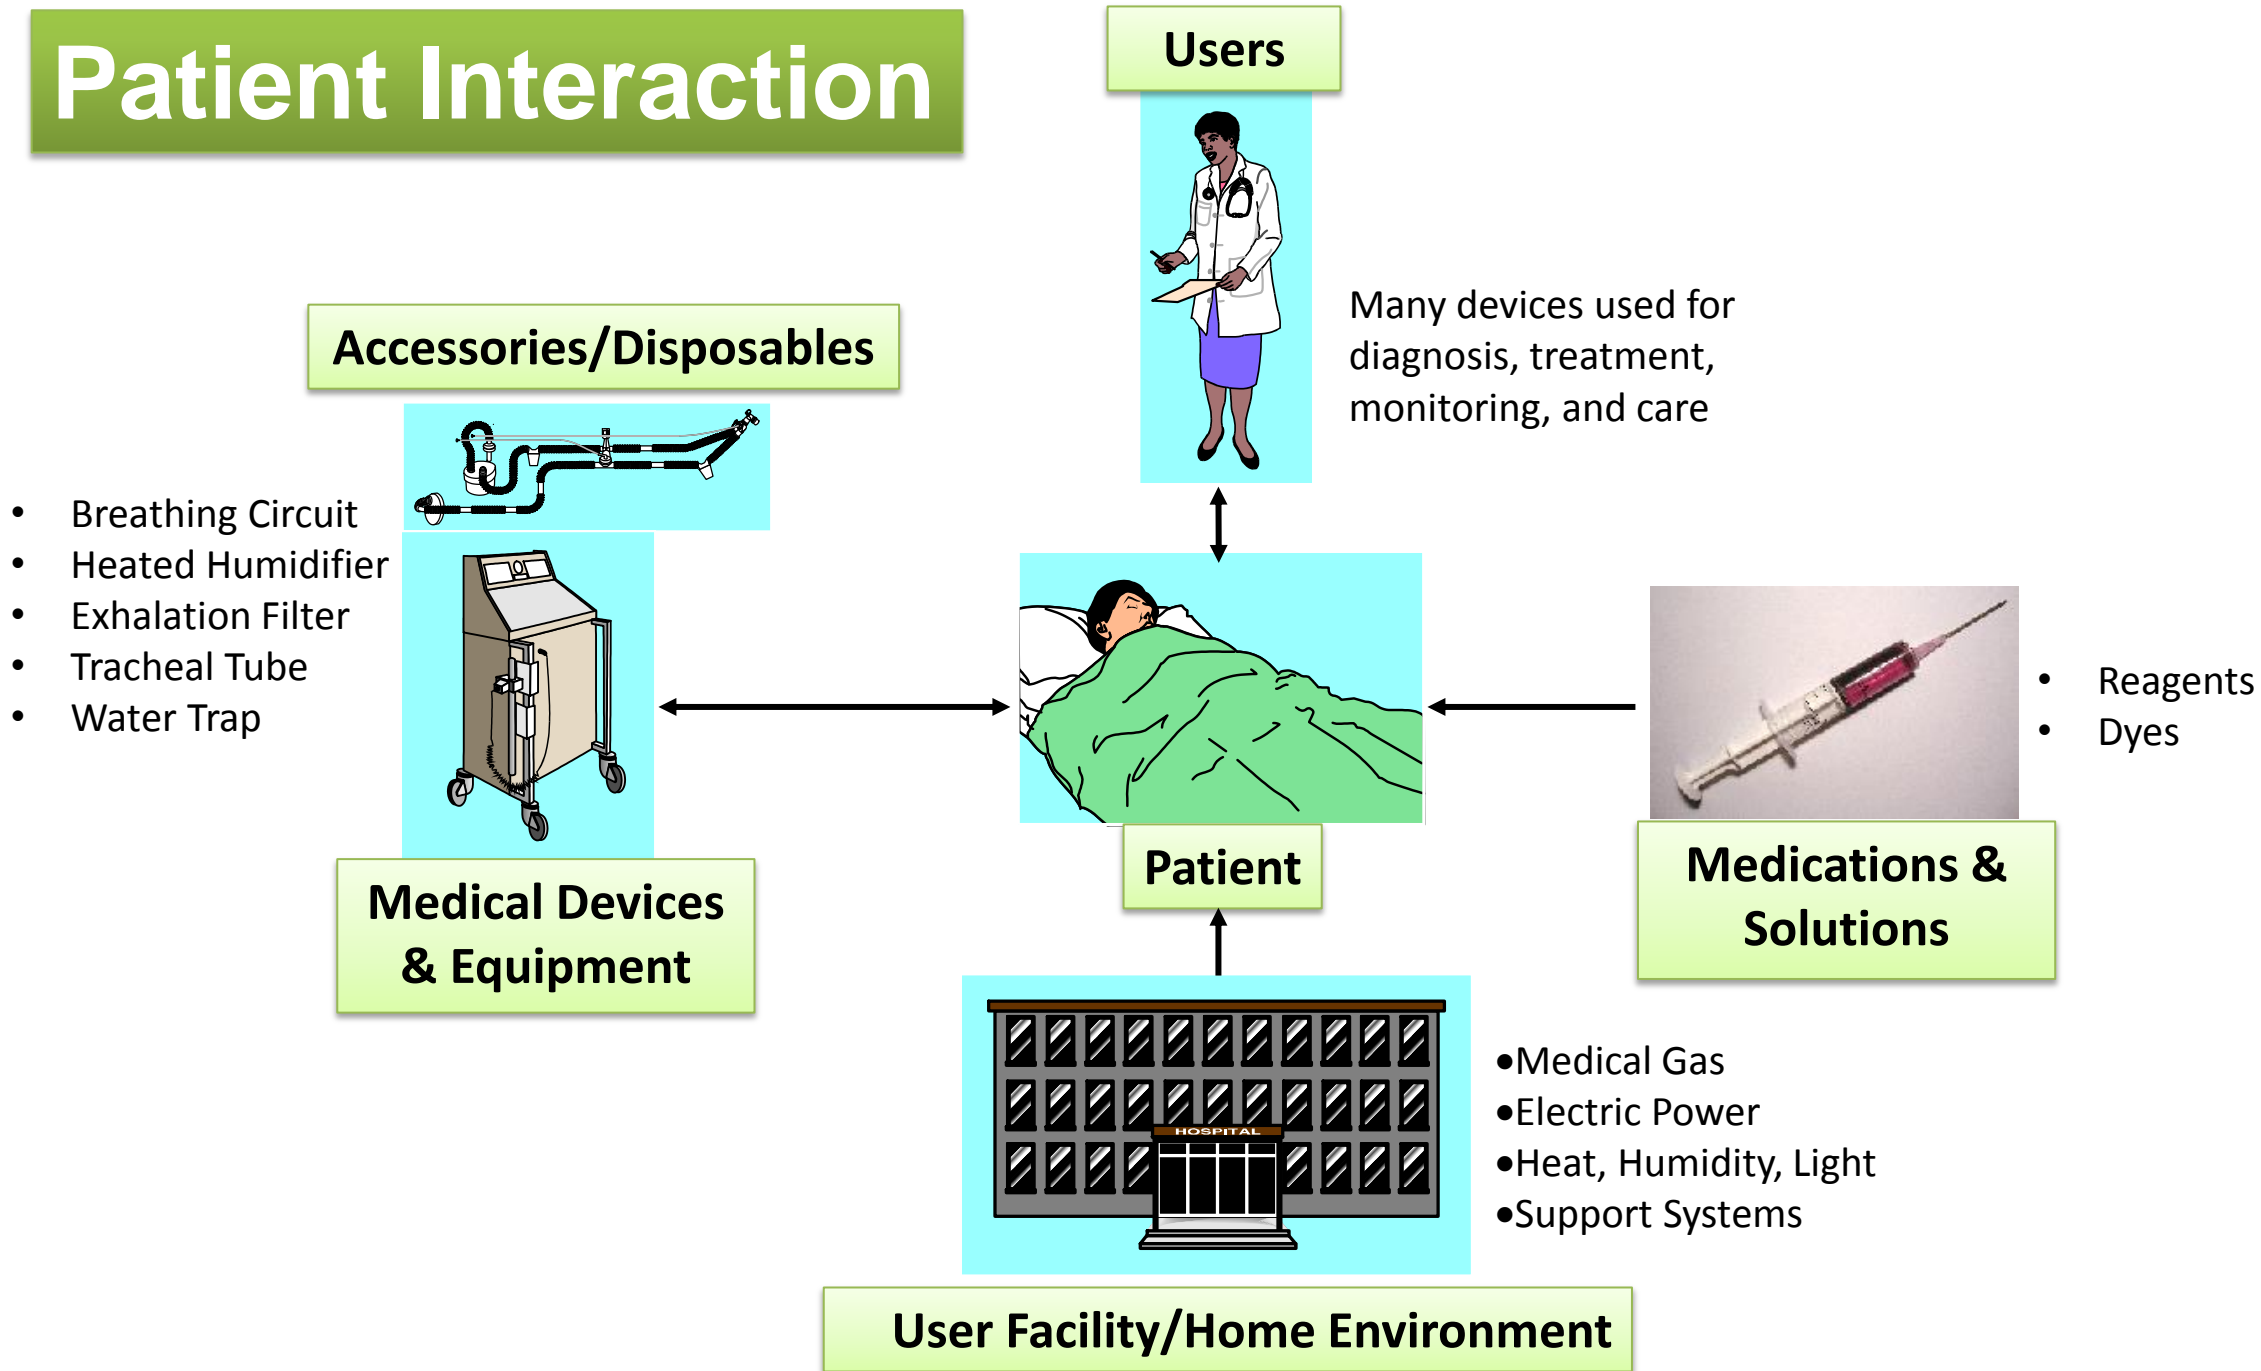 Patient Interaction
Users
Many devices used for
diagnosis, treatment,
monitoring, and care
Accessories/Disposables
• Breathing Circuit
• Heated Humidifier
• Exhalation Filter
• Tracheal Tube
• Water Trap
Medical Devices
& Equipment
Patient
• Reagents
• Dyes
Medications &
Solutions
HOSPITAL
•Medical Gas
•Electric Power
•Heat, Humidity, Light
•Support Systems
User Facility/Home Environment